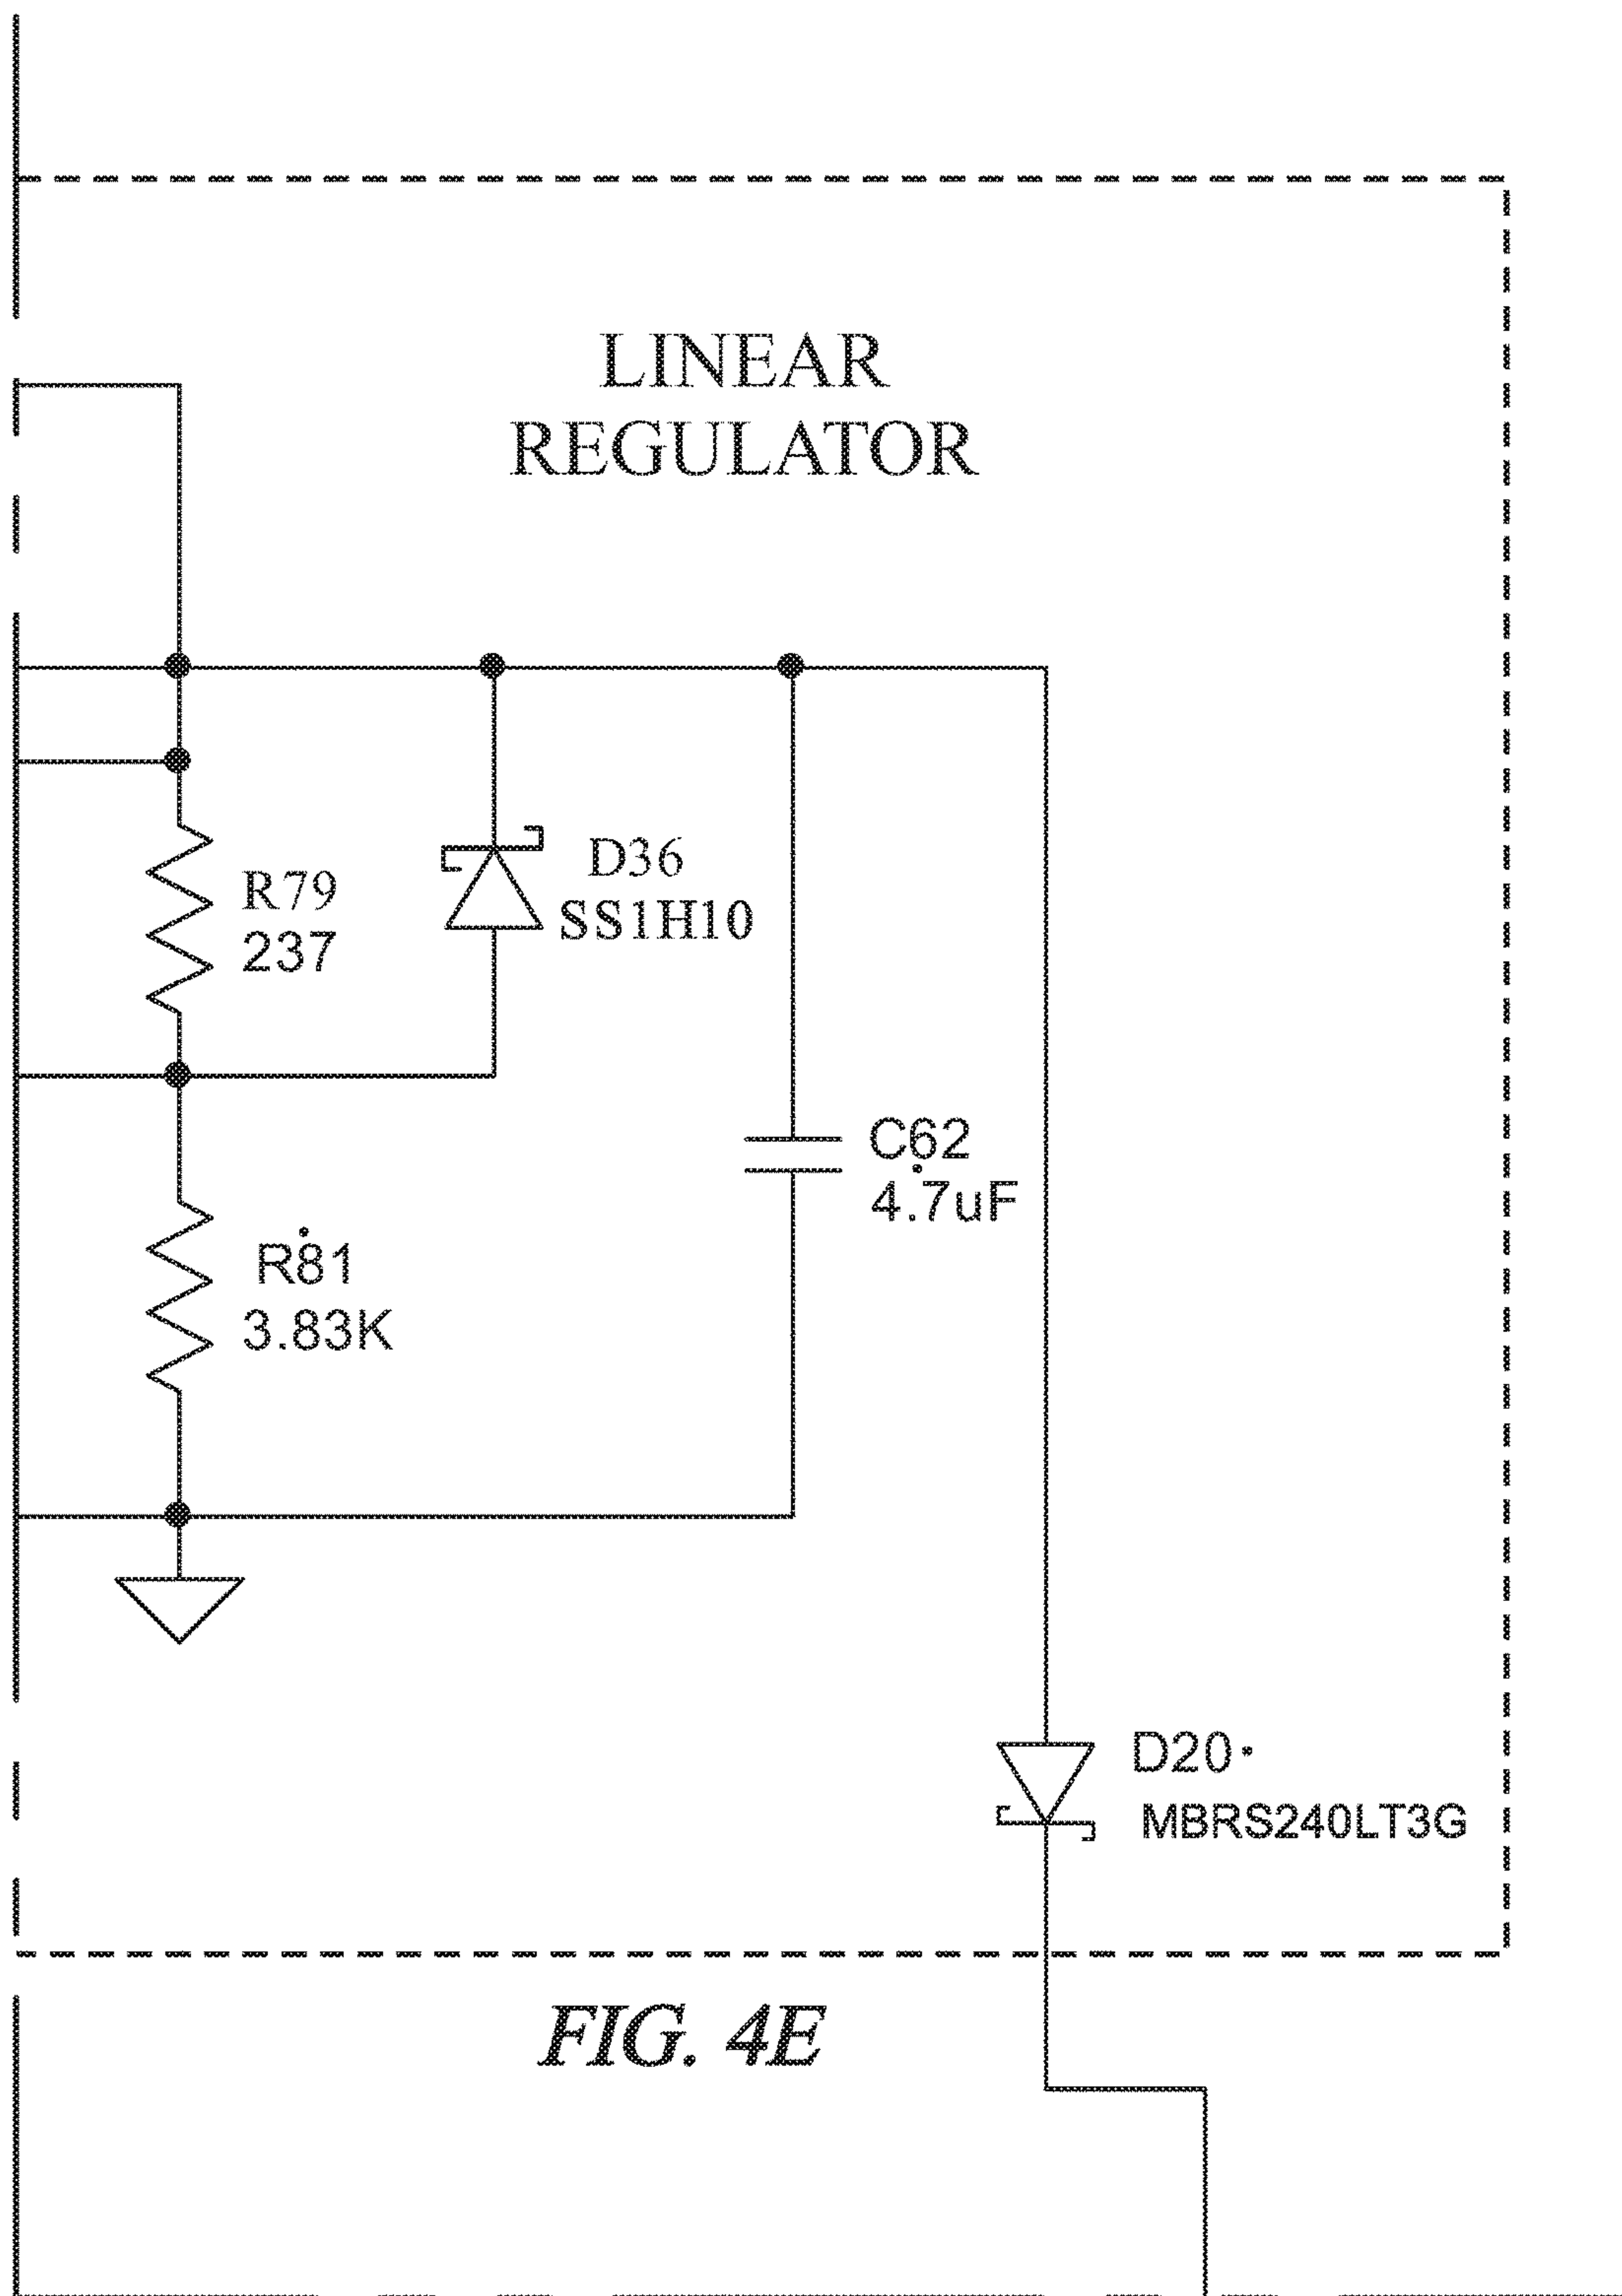 LINEAR
REGULATOR
R79
237
D36
SS1H10
C62
4.7uF
R81
3.83K
D20
MBRS240LT3G
FIG. 4E